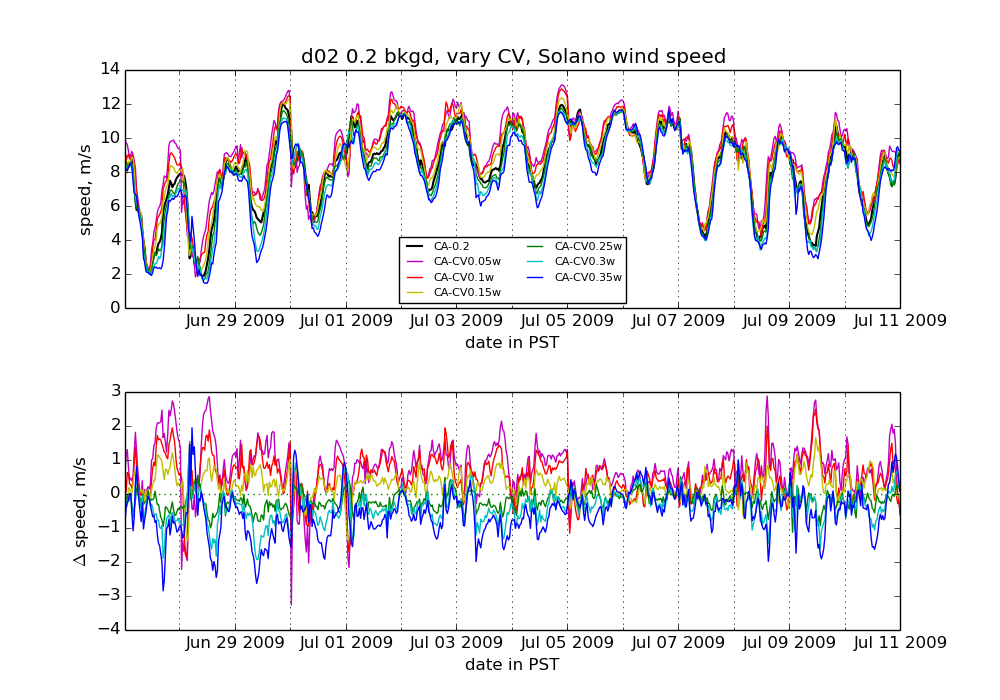 d02 0.2 bkgd, vary CV, Solano wind speed
14
12
10
8
6
4
2
0
speed, m/s
CA-0.2
CA-CV0.05w
CA-CV0.1w
CA-CV0.15w
CA-CV0.25w
CA-CV0.3w
CA-CV0.35w
Jun 29 2009 Jul 01 2009 Jul 03 2009 Jul 05 2009 Jul 07 2009 Jul 09 2009 Jul 11 2009
date in PST
3
2
1
0
−1
−2
−3
−4
Δ speed, m/s
Jun 29 2009 Jul 01 2009 Jul 03 2009 Jul 05 2009 Jul 07 2009 Jul 09 2009 Jul 11 2009
date in PST